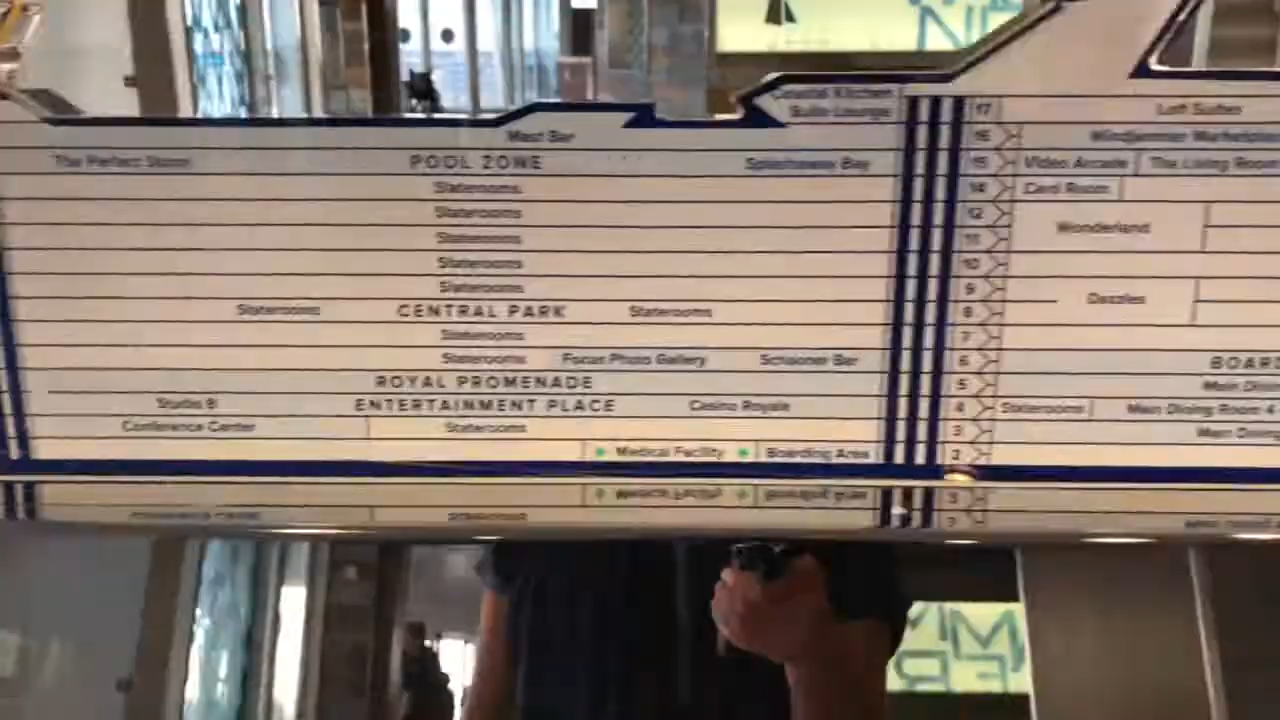 Coastal Kitchen
Suite Lounge
17 Loft Suites
Mast Bar
16 Windjammer Marketplace
The Perfect Storm POOL ZONE Splashaway Bay
15 Video Arcade The Living Room
Staterooms
14 Card Room
Staterooms
12
Wonderland
Staterooms
11
Staterooms
10
Staterooms
9
Dazzles
Staterooms CENTRAL PARK Staterooms
8
Staterooms
7
Staterooms Focus Photo Gallery Schooner Bar
6 BOAR
ROYAL PROMENADE
5 Main Dini
Studio B ENTERTAINMENT PLACE Casino Royale
4 Staterooms Main Dining Room 4
Conference Center Staterooms
3 Main Dining
Medical Facility Boarding Area
2